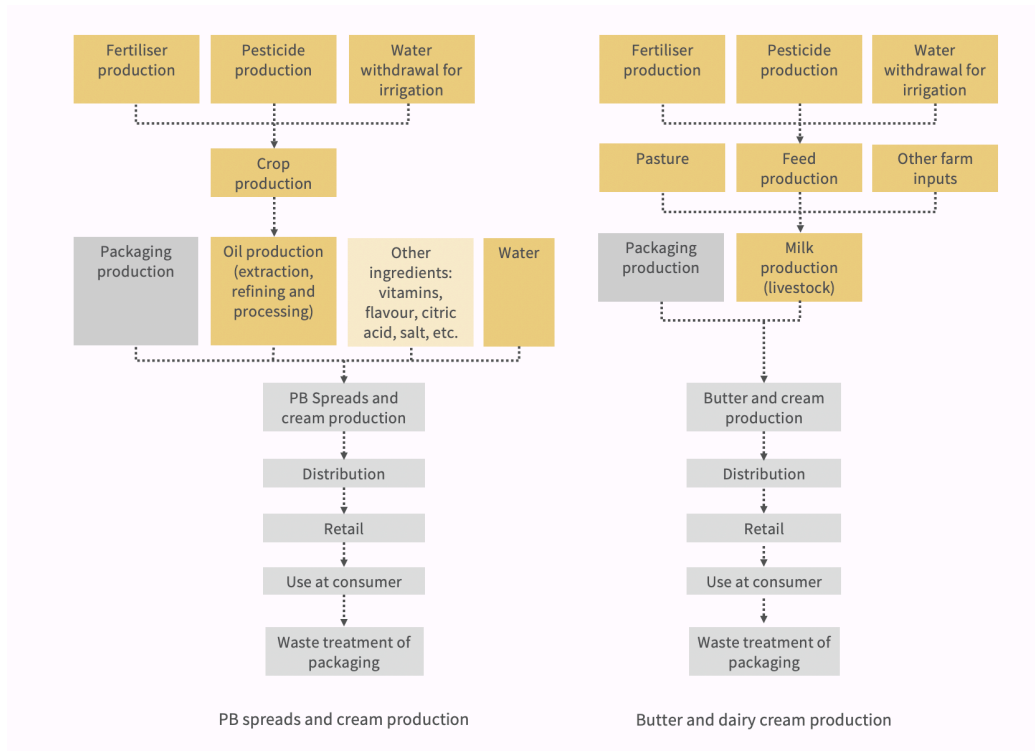 Fertiliser
production
Pesticide
production
Water
withdrawal for
irrigation
Crop
production
Packaging
production
Oil production
(extraction,
refining and
processing)
Other
ingredients:
vitamins,
flavour, citric
acid, salt, etc.
Water
PB Spreads and
cream production
Distribution
Retail
Use at consumer
Waste treatment of
packaging
PB spreads and cream production
Fertiliser
production
Pesticide
production
Water
withdrawal for
irrigation
Pasture
Feed
production
Other farm
inputs
Packaging
production
Milk
production
(livestock)
Butter and cream
production
Distribution
Retail
Use at consumer
Waste treatment of
packaging
Butter and dairy cream production